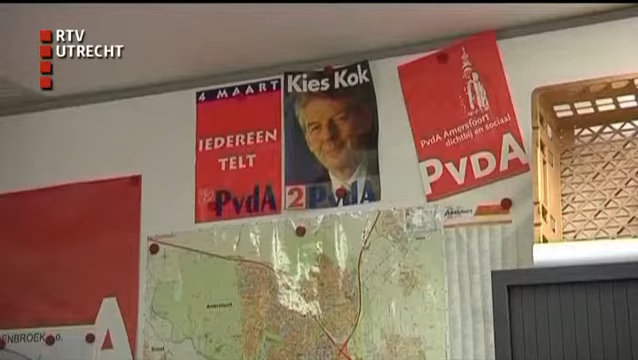 RTV
UTRECHT
4 MAART
IEDEREEN
TELT
PvdA
Kies Kok
2 PvdA
PvdA Amersfoort
dichtbij en sociaal
PvdA
Amersfoort
A